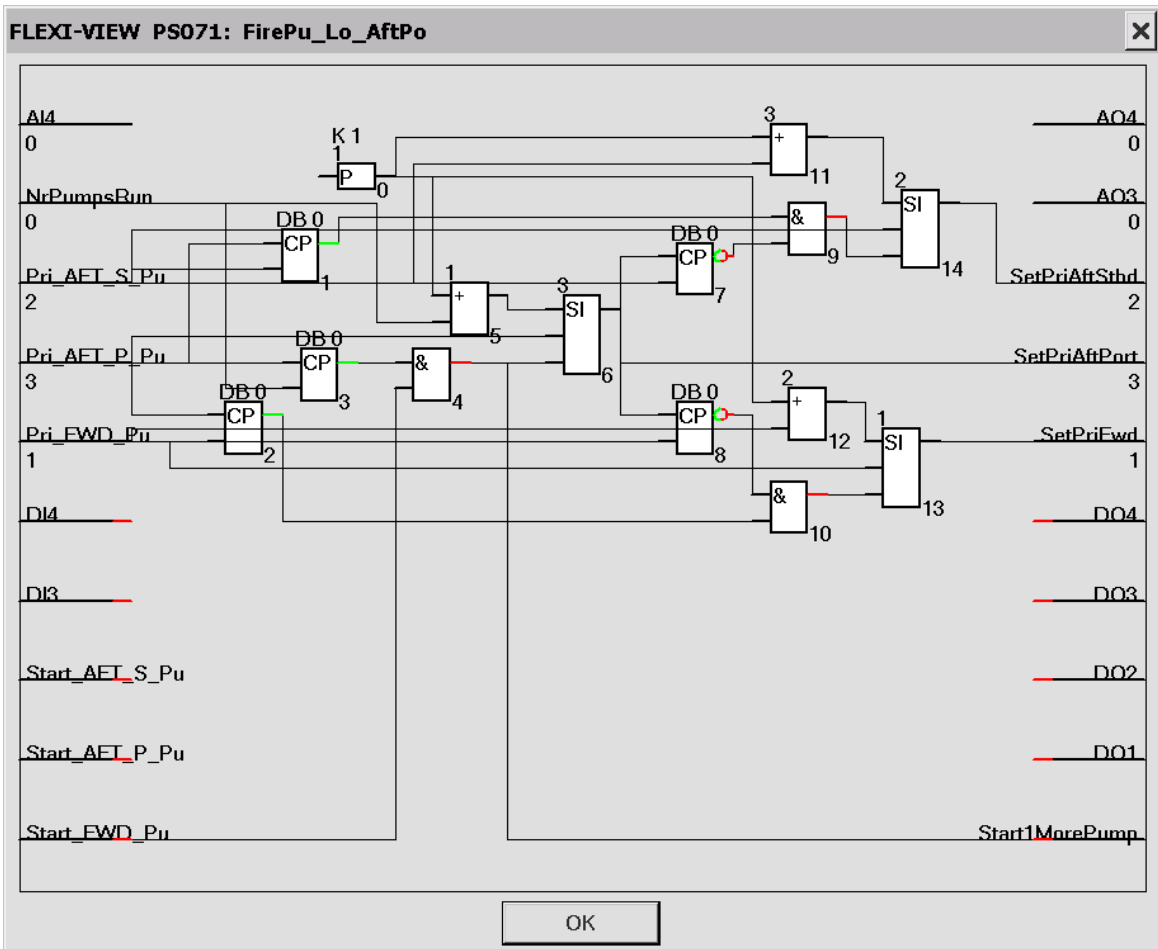 FLEXI-VIEW PS071: FirePu_Lo_AftPo
AI4
0
NrPumpsRun
0
Pri_AFT_S_Pu
2
Pri_AFT_P_Pu
3
Pri_FWD_Pu
1
DI4
DI3
Start_AFT_S_Pu
Start_AFT_P_Pu
Start_FWD_Pu
K 1
1
P
0
DB 0
CP
1
DB 0
CP
3
DB 0
CP
2
&
4
1
+
5
3
SI
6
DB 0
CP
7
DB 0
CP
8
3
+
11
&
9
2
SI
14
2
+
12
&
10
1
SI
13
AO4
0
AO3
0
SetPriAftStbd
2
SetPriAftPort
3
SetPriFwd
1
DO4
DO3
DO2
DO1
Start1MorePump
OK